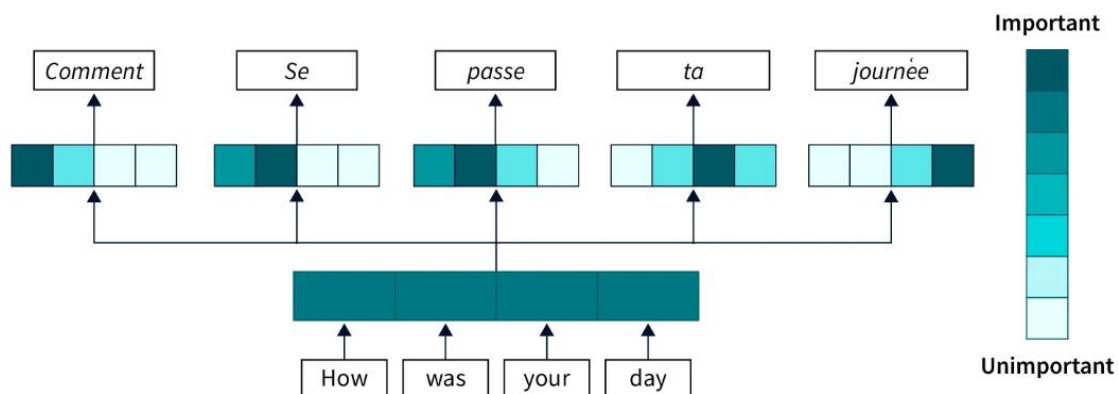 Important
Comment
Se
passe
ta
journée
Unimportant
How
was
your
day